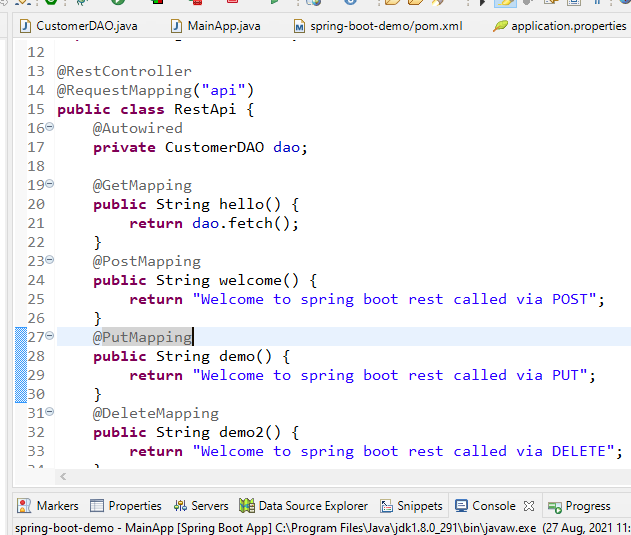 CustomerDAO.java MainApp.java spring-boot-demo/pom.xml application.properties
12
13 @RestController
14 @RequestMapping("api")
15 public class RestApi {
16 @Autowired
17 private CustomerDAO dao;
18
19 @GetMapping
20 public String hello() {
21 return dao.fetch();
22 }
23 @PostMapping
24 public String welcome() {
25 return "Welcome to spring boot rest called via POST";
26 }
27 @PutMapping
28 public String demo() {
29 return "Welcome to spring boot rest called via PUT";
30 }
31 @DeleteMapping
32 public String demo2() {
33 return "Welcome to spring boot rest called via DELETE";
Markers Properties Servers Data Source Explorer Snippets Console Progress
spring-boot-demo - MainApp [Spring Boot App] C:\Program Files\Java\jdk1.8.0_291\bin\javaw.exe (27 Aug, 2021 11: